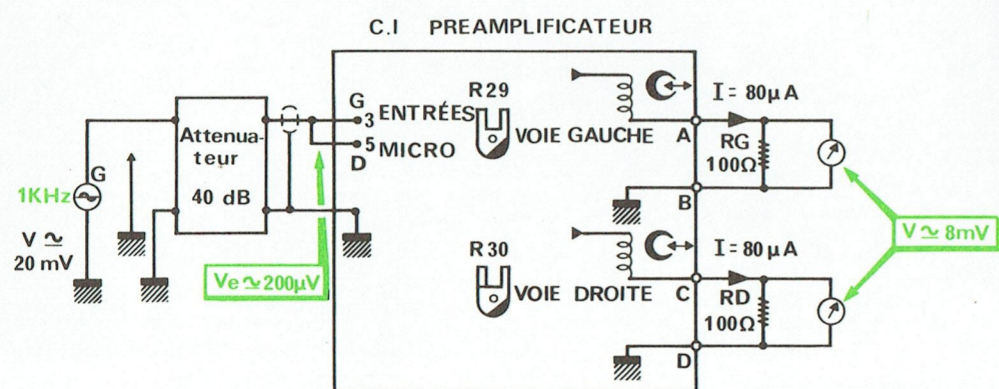 C.I PREAMPLIFICATEUR
G
1KHz
V ≃
20 mV
Attenua-
teur
40 dB
Ve ≃ 200µV
G
3 ENTRÉES
5 MICRO
D
R29
VOIE GAUCHE
A
I = 80µA
RG
100Ω
B
R30
VOIE DROITE
C
I = 80µA
RD
100Ω
D
V ≃ 8mV